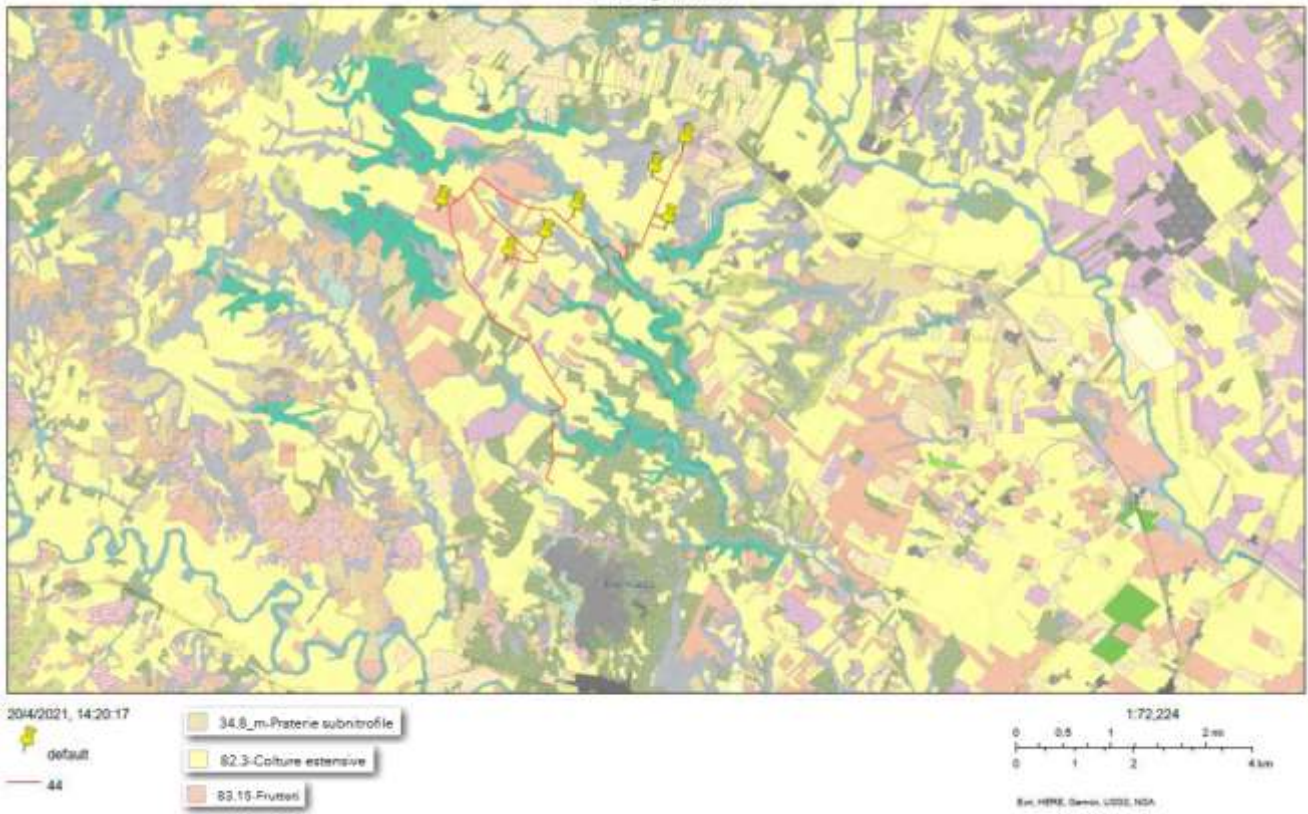 20/4/2021, 14:20:17
default
44
34.8_m-Praterie subnitrofile
82.3-Colture estensive
83.15-Frutteti
1:72,224
0 0.5 1 2 mi
0 1 2 4 km
Esri, HERE, Garmin, USGS, NGA